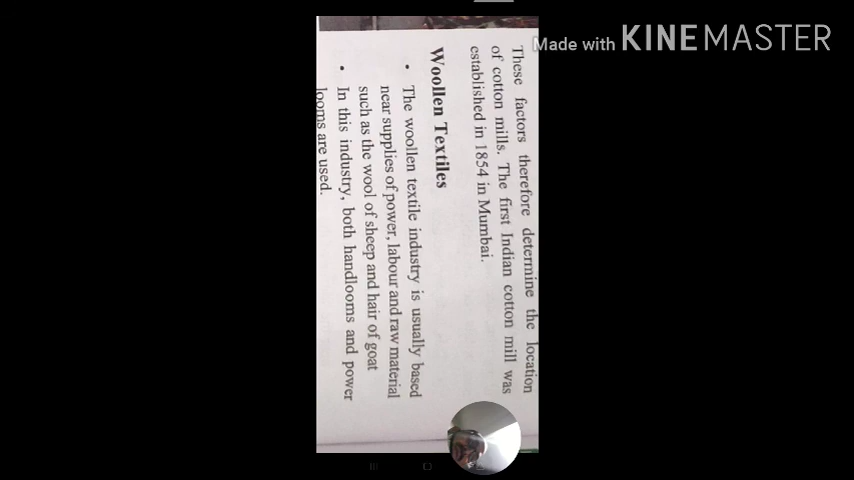 Made with KINEMASTER
These factors therefore determine the location
of cotton mills. The first Indian cotton mill was
established in 1854 in Mumbai.
Woollen Textiles
• The woollen textile industry is usually based
near supplies of power, labour and raw material
such as the wool of sheep and hair of goat
• In this industry, both handlooms and power
looms are used.